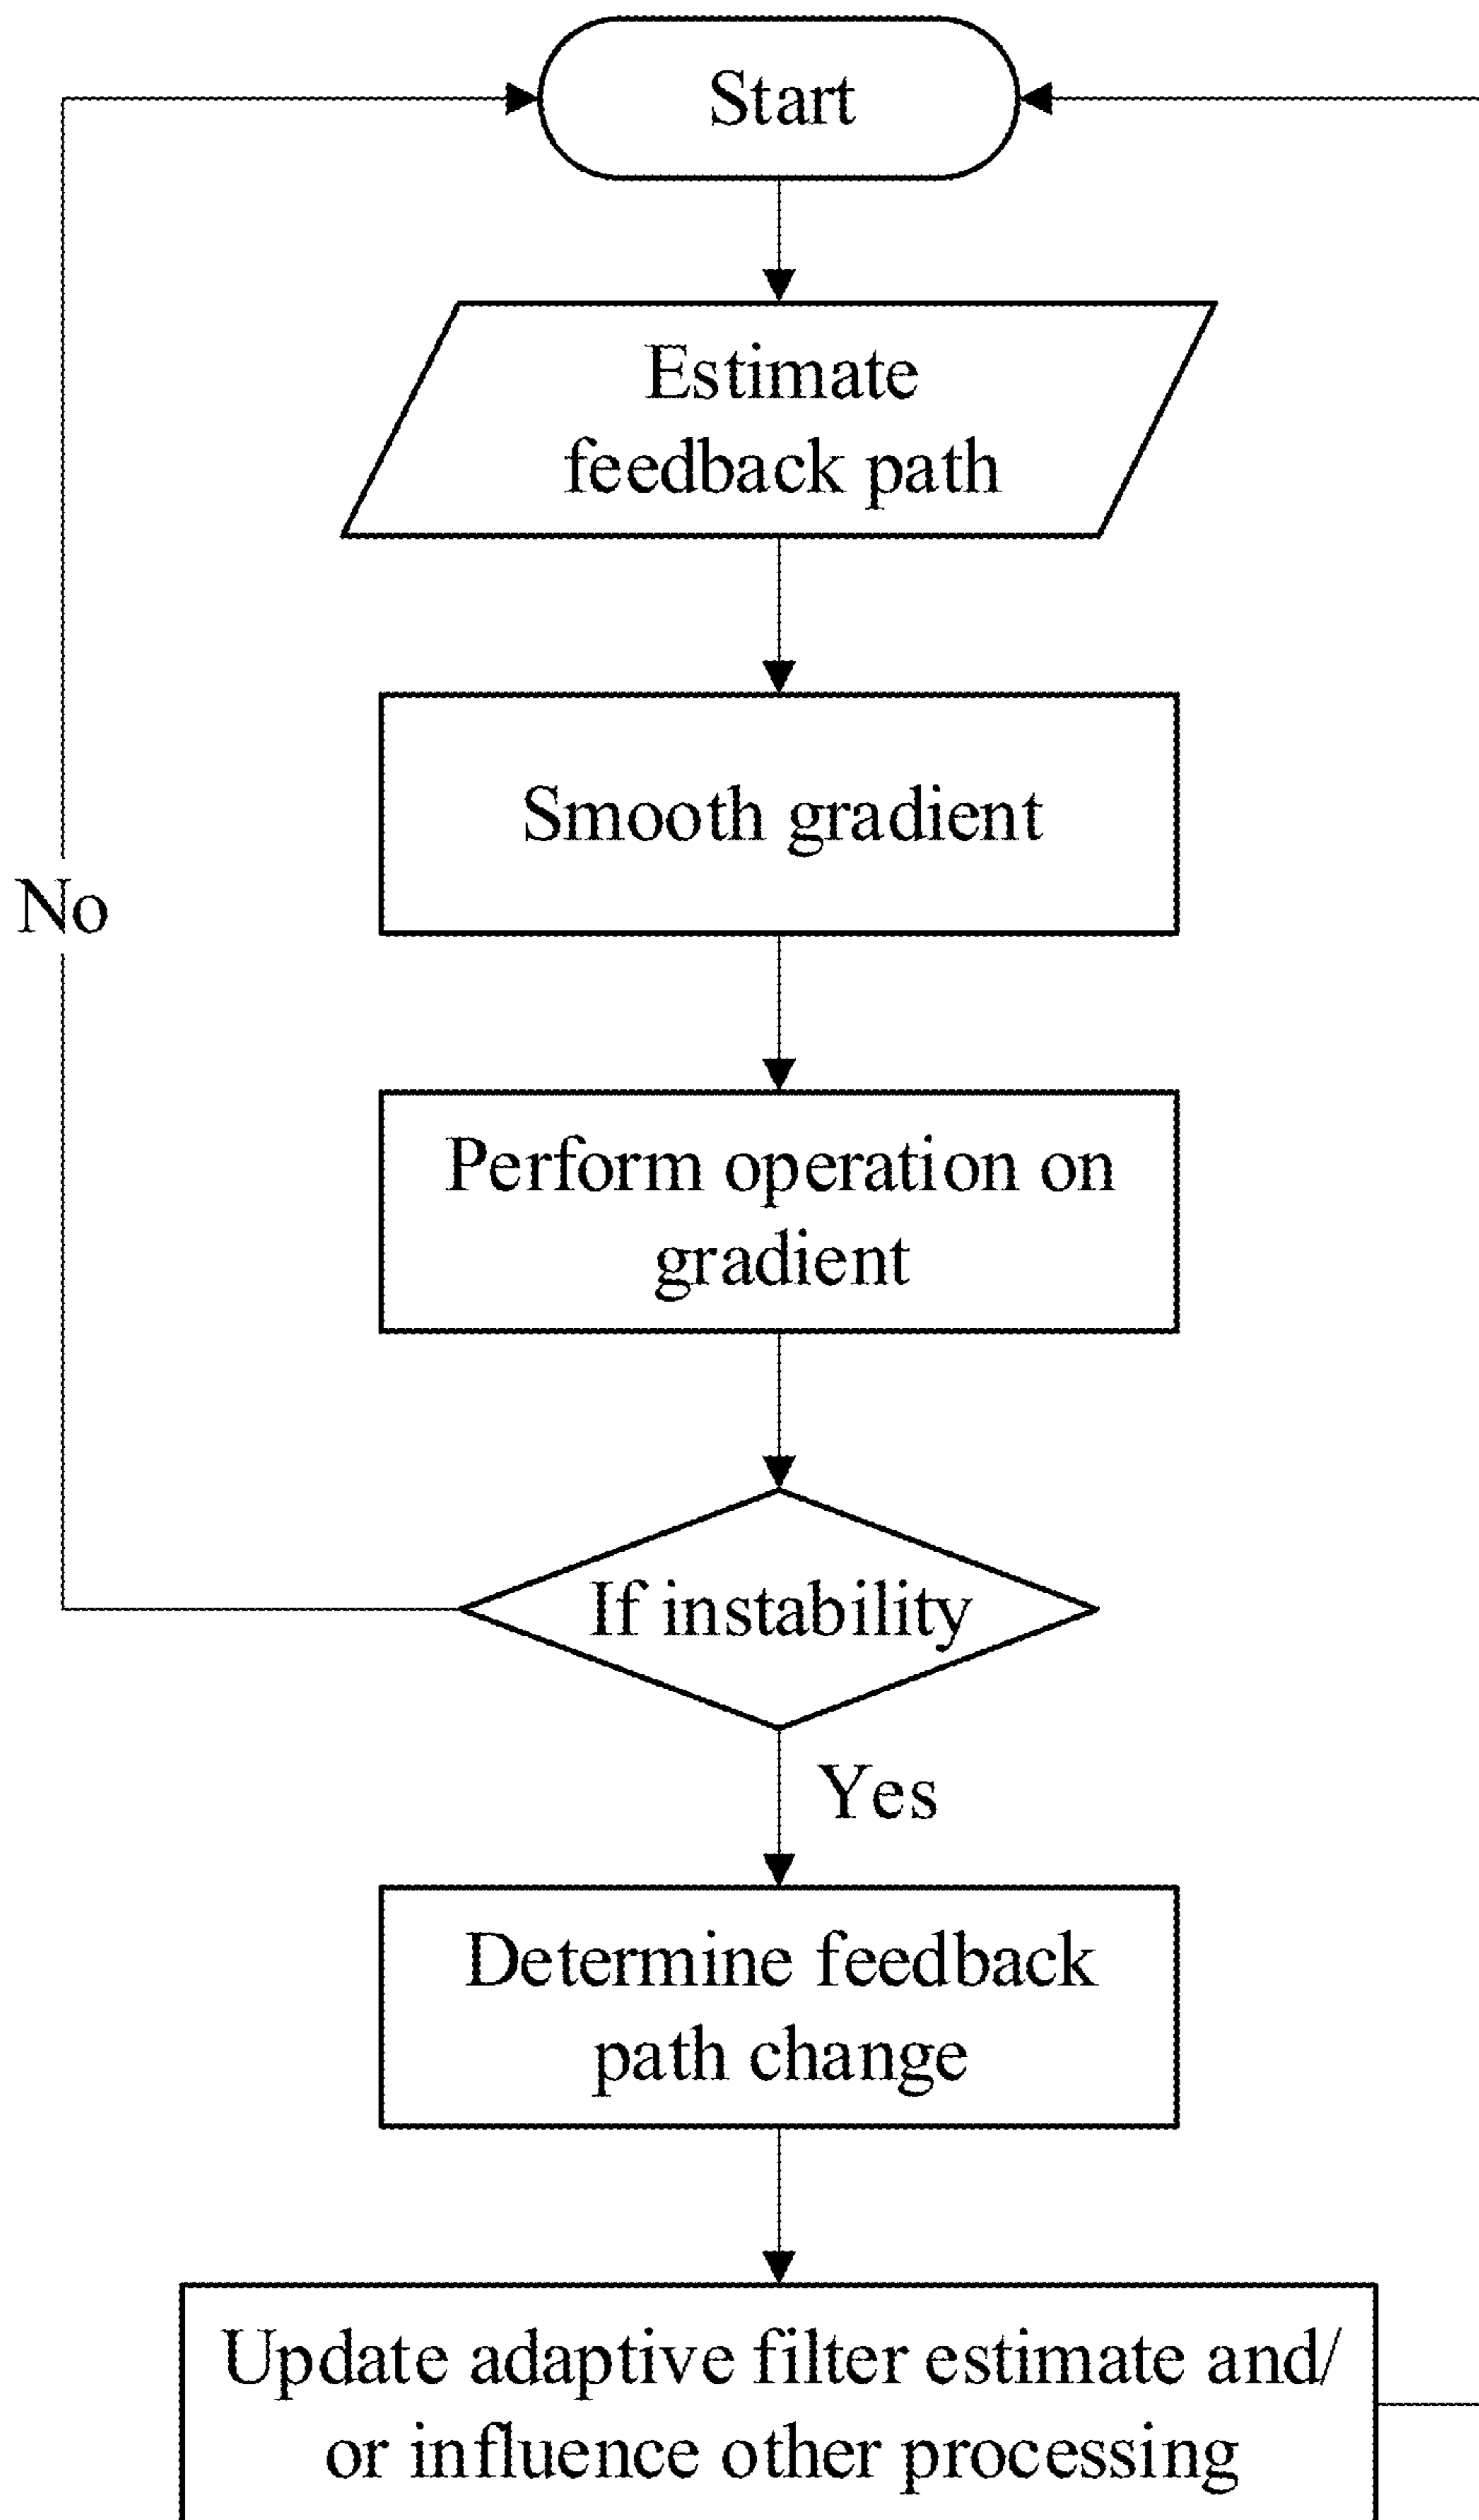 Start
Estimate
feedback path
Smooth gradient
No
Perform operation on
gradient
If instability
Yes
Determine feedback
path change
Update adaptive filter estimate and/
or influence other processing